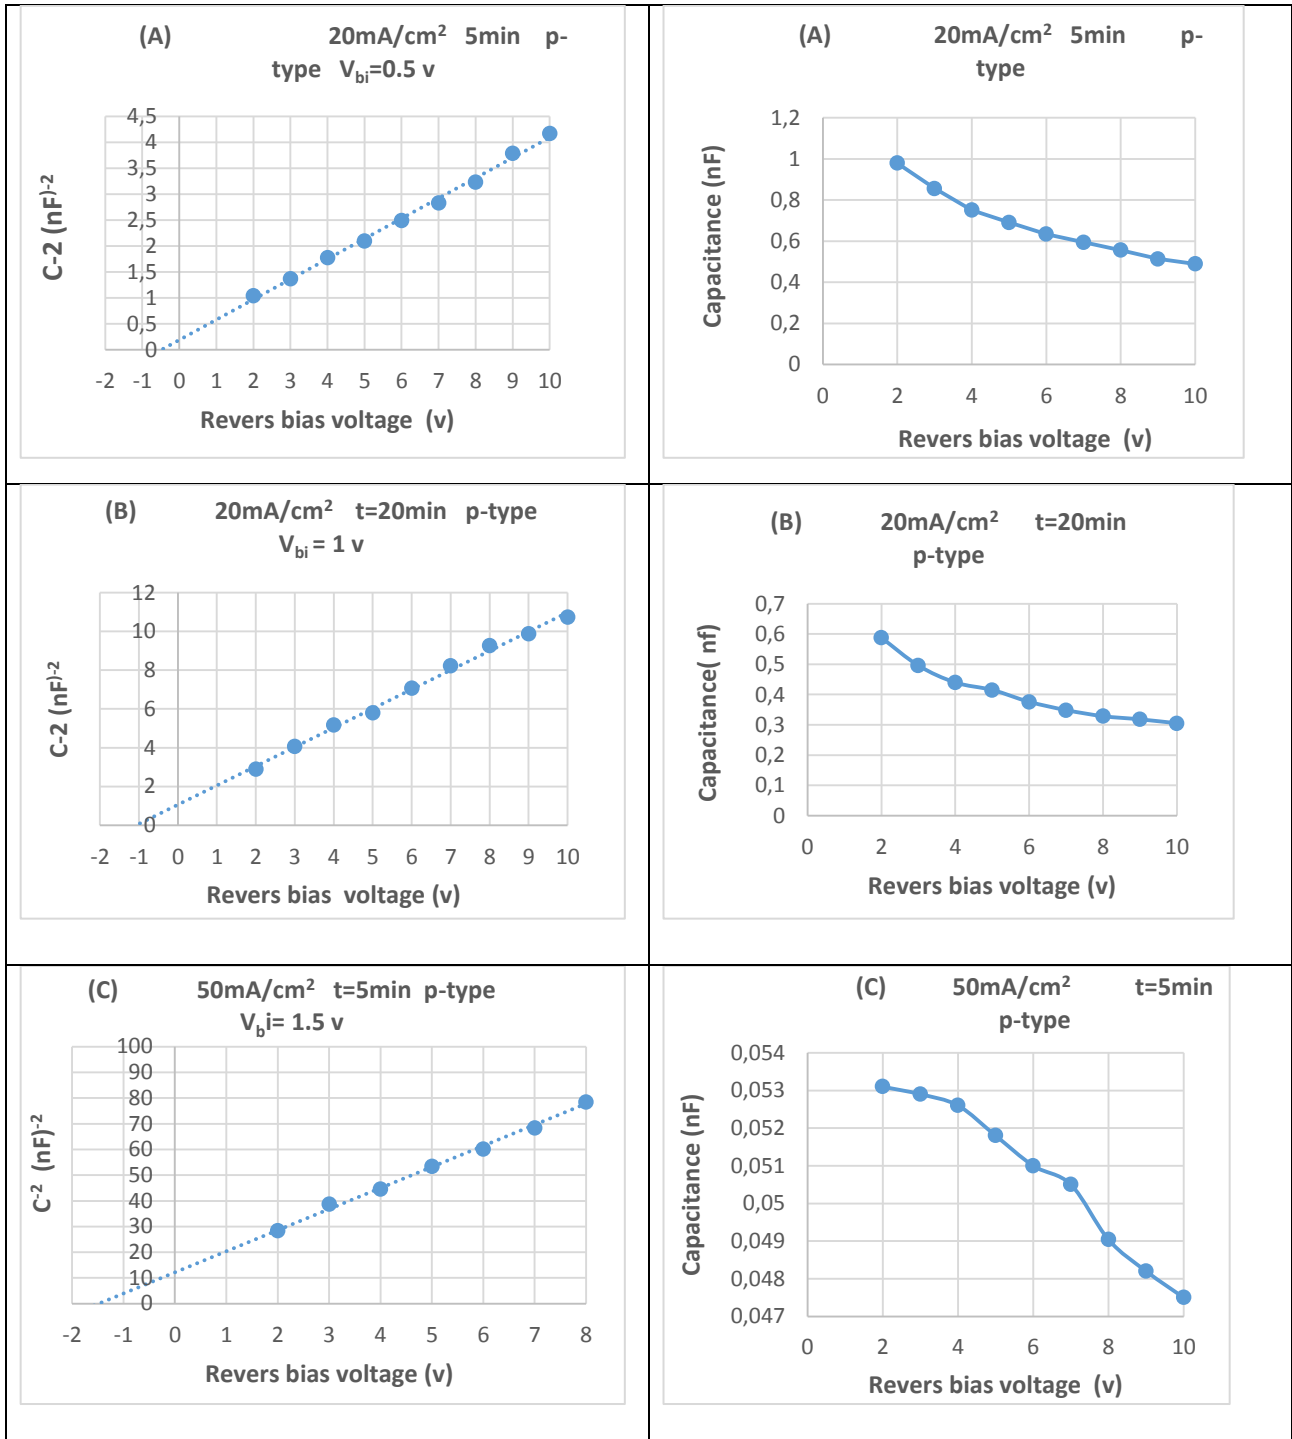 (A) 20mA/cm² 5min p-
type V_bi=0.5 v
C-2 (nF)⁻²
4,5
4
3,5
3
2,5
2
1,5
1
0,5
0
-2 -1 0 1 2 3 4 5 6 7 8 9 10
Revers bias voltage (v)
(A) 20mA/cm² 5min p-
type
Capacitance (nF)
1,2
1
0,8
0,6
0,4
0,2
0
0 2 4 6 8 10
Revers bias voltage (v)
(B) 20mA/cm² t=20min p-type
V_bi = 1 v
C-2 (nF)⁻²
12
10
8
6
4
2
0
-2 -1 0 1 2 3 4 5 6 7 8 9 10
Revers bias voltage (v)
(B) 20mA/cm² t=20min
p-type
Capacitance( nf)
0,7
0,6
0,5
0,4
0,3
0,2
0,1
0
0 2 4 6 8 10
Revers bias voltage (v)
(C) 50mA/cm² t=5min p-type
V_bi= 1.5 v
C⁻² (nF)⁻²
100
90
80
70
60
50
40
30
20
10
0
-2 -1 0 1 2 3 4 5 6 7 8
Revers bias voltage (v)
(C) 50mA/cm² t=5min
p-type
Capacitance (nF)
0,054
0,053
0,052
0,051
0,05
0,049
0,048
0,047
0 2 4 6 8 10
Revers bias voltage (v)